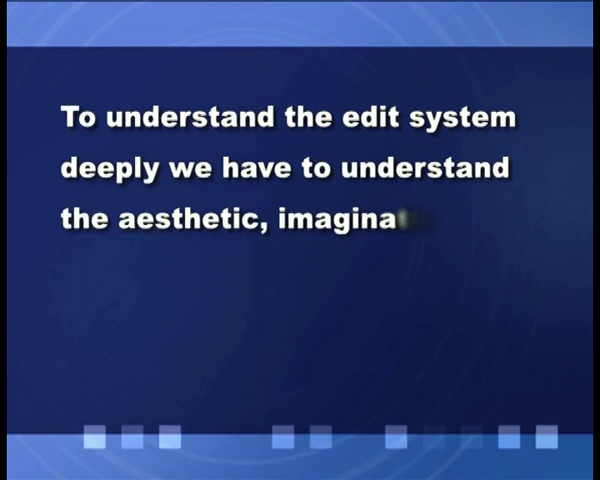 To understand the edit system
deeply we have to understand
the aesthetic, imagina